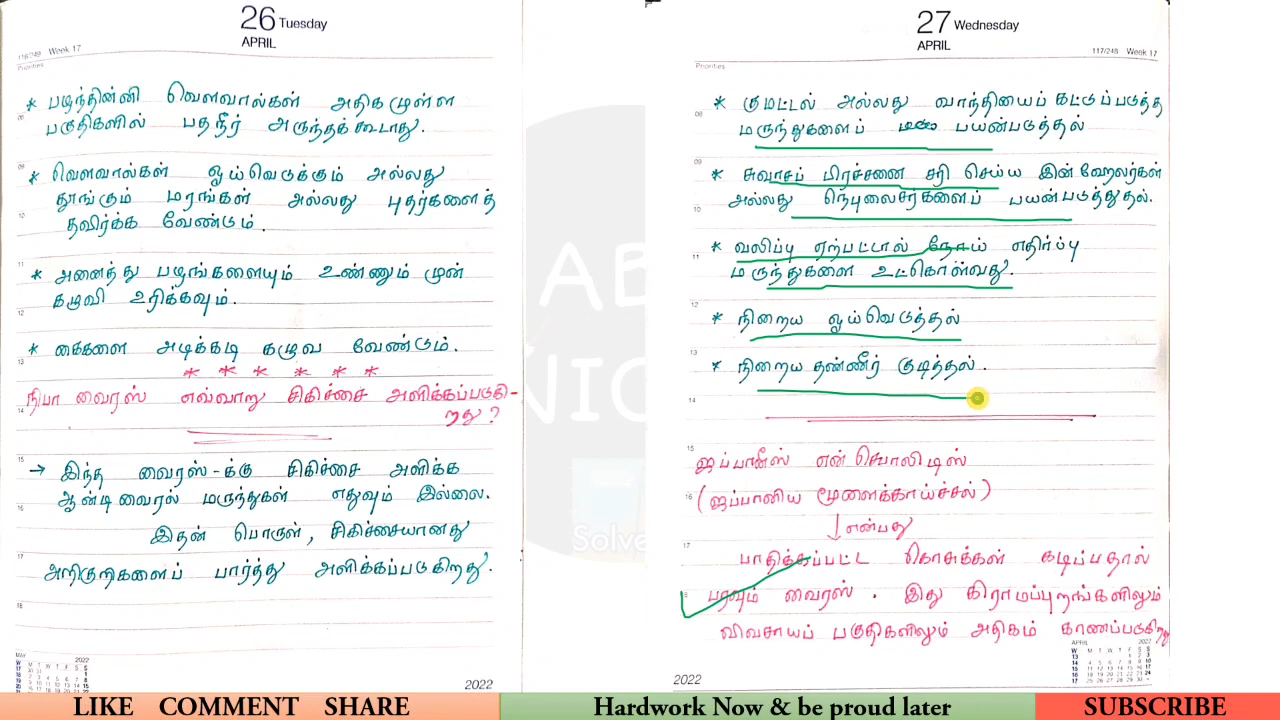 26 Tuesday
APRIL
116/249 Week 17
Priorities
* பழந்தின்னி வௌவால்கள் அதிகமுள்ள
பகுதிகளில் பதநீர் அருந்தக்கூடாது.
* வௌவால்கள் ஓய்வெடுக்கும் அல்லது
தூங்கும் மரங்கள் அல்லது புதர்களைத்
தவிர்க்க வேண்டும்.
* அனைத்து பழங்களையும் உண்ணும் முன்
கழுவி உரிக்கவும்.
* கைகளை அடிக்கடி கழுவ வேண்டும்.
* * * * * *
நிபா வைரஸ் எவ்வாறு சிகிச்சை அளிக்கப்படுகி-
றது?
→ இந்த வைரஸ்-க்கு சிகிச்சை அளிக்க
ஆன்டிவைரல் மருந்துகள் எதுவும் இல்லை.
இதன் பொருள், சிகிச்சையானது
அறிகுறிகளைப் பார்த்து அளிக்கப்படுகிறது.
2022
27 Wednesday
APRIL
117/248 Week 17
Priorities
* குமட்டல் அல்லது வாந்தியைப் கட்டுப்படுத்த
மருந்துகளைப் பயன்படுத்தல்
* சுவாசப் பிரச்சனை சரி செய்ய இன்ஹேலர்கள்
அல்லது நெபுலைசர்களைப் பயன்படுத்துதல்.
* வலிப்பு ஏற்பட்டால் நோய் எதிர்ப்பு
மருந்துகளை உட்கொள்வது.
* நிறைய ஓய்வெடுத்தல்
* நிறைய தண்ணீர் குடித்தல்.
ஜப்பானீஸ் என்செபாலிடிஸ்
(ஜப்பானிய மூளைக்காய்ச்சல்)
↓ என்பது
பாதிக்கப்பட்ட கொசுக்கள் கடிப்பதால்
பரவும் வைரஸ். இது கிராமப்புறங்களிலும்
விவசாயப் பகுதிகளிலும் அதிகம் காணப்படுகிறது
2022
LIKE COMMENT SHARE
Hardwork Now & be proud later
SUBSCRIBE